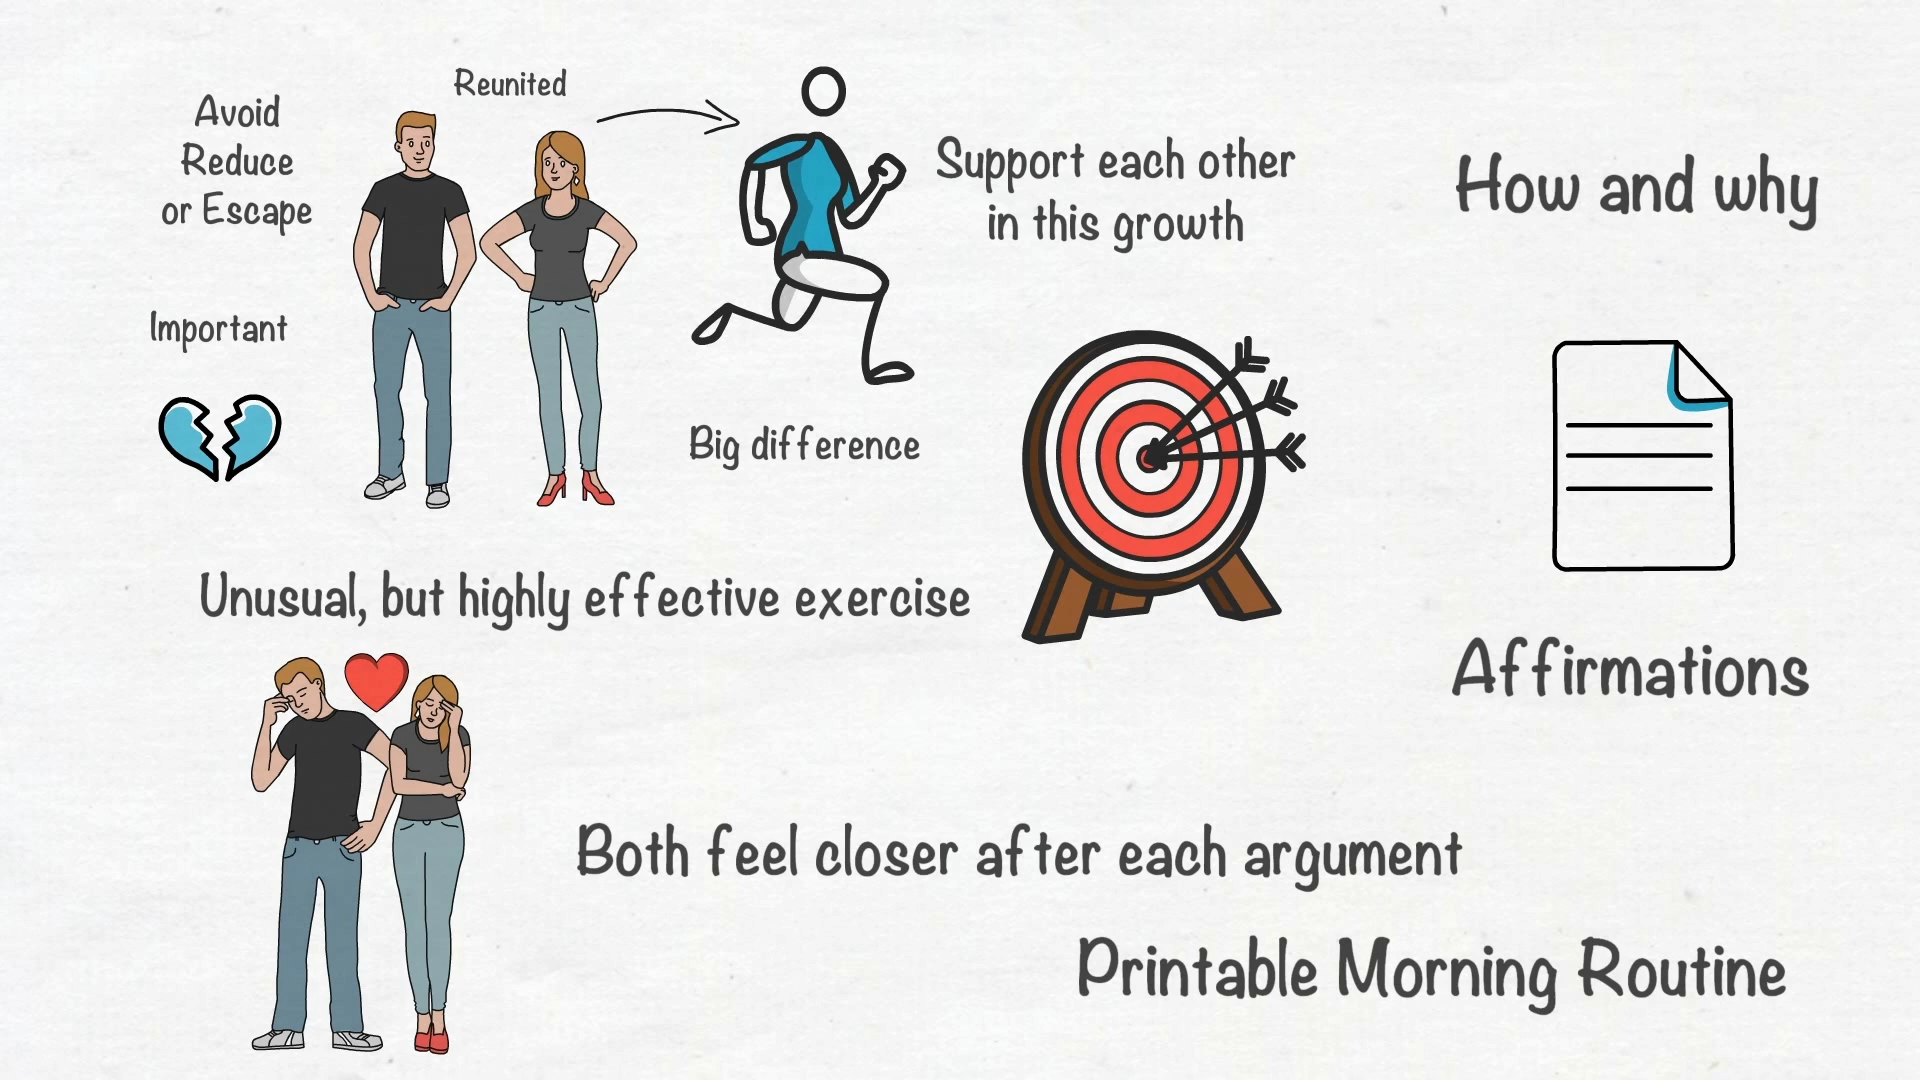 Reunited
Avoid
Reduce
or Escape
Support each other
in this growth
How and why
Important
Big difference
Unusual, but highly effective exercise
Affirmations
Both feel closer after each argument
Printable Morning Routine